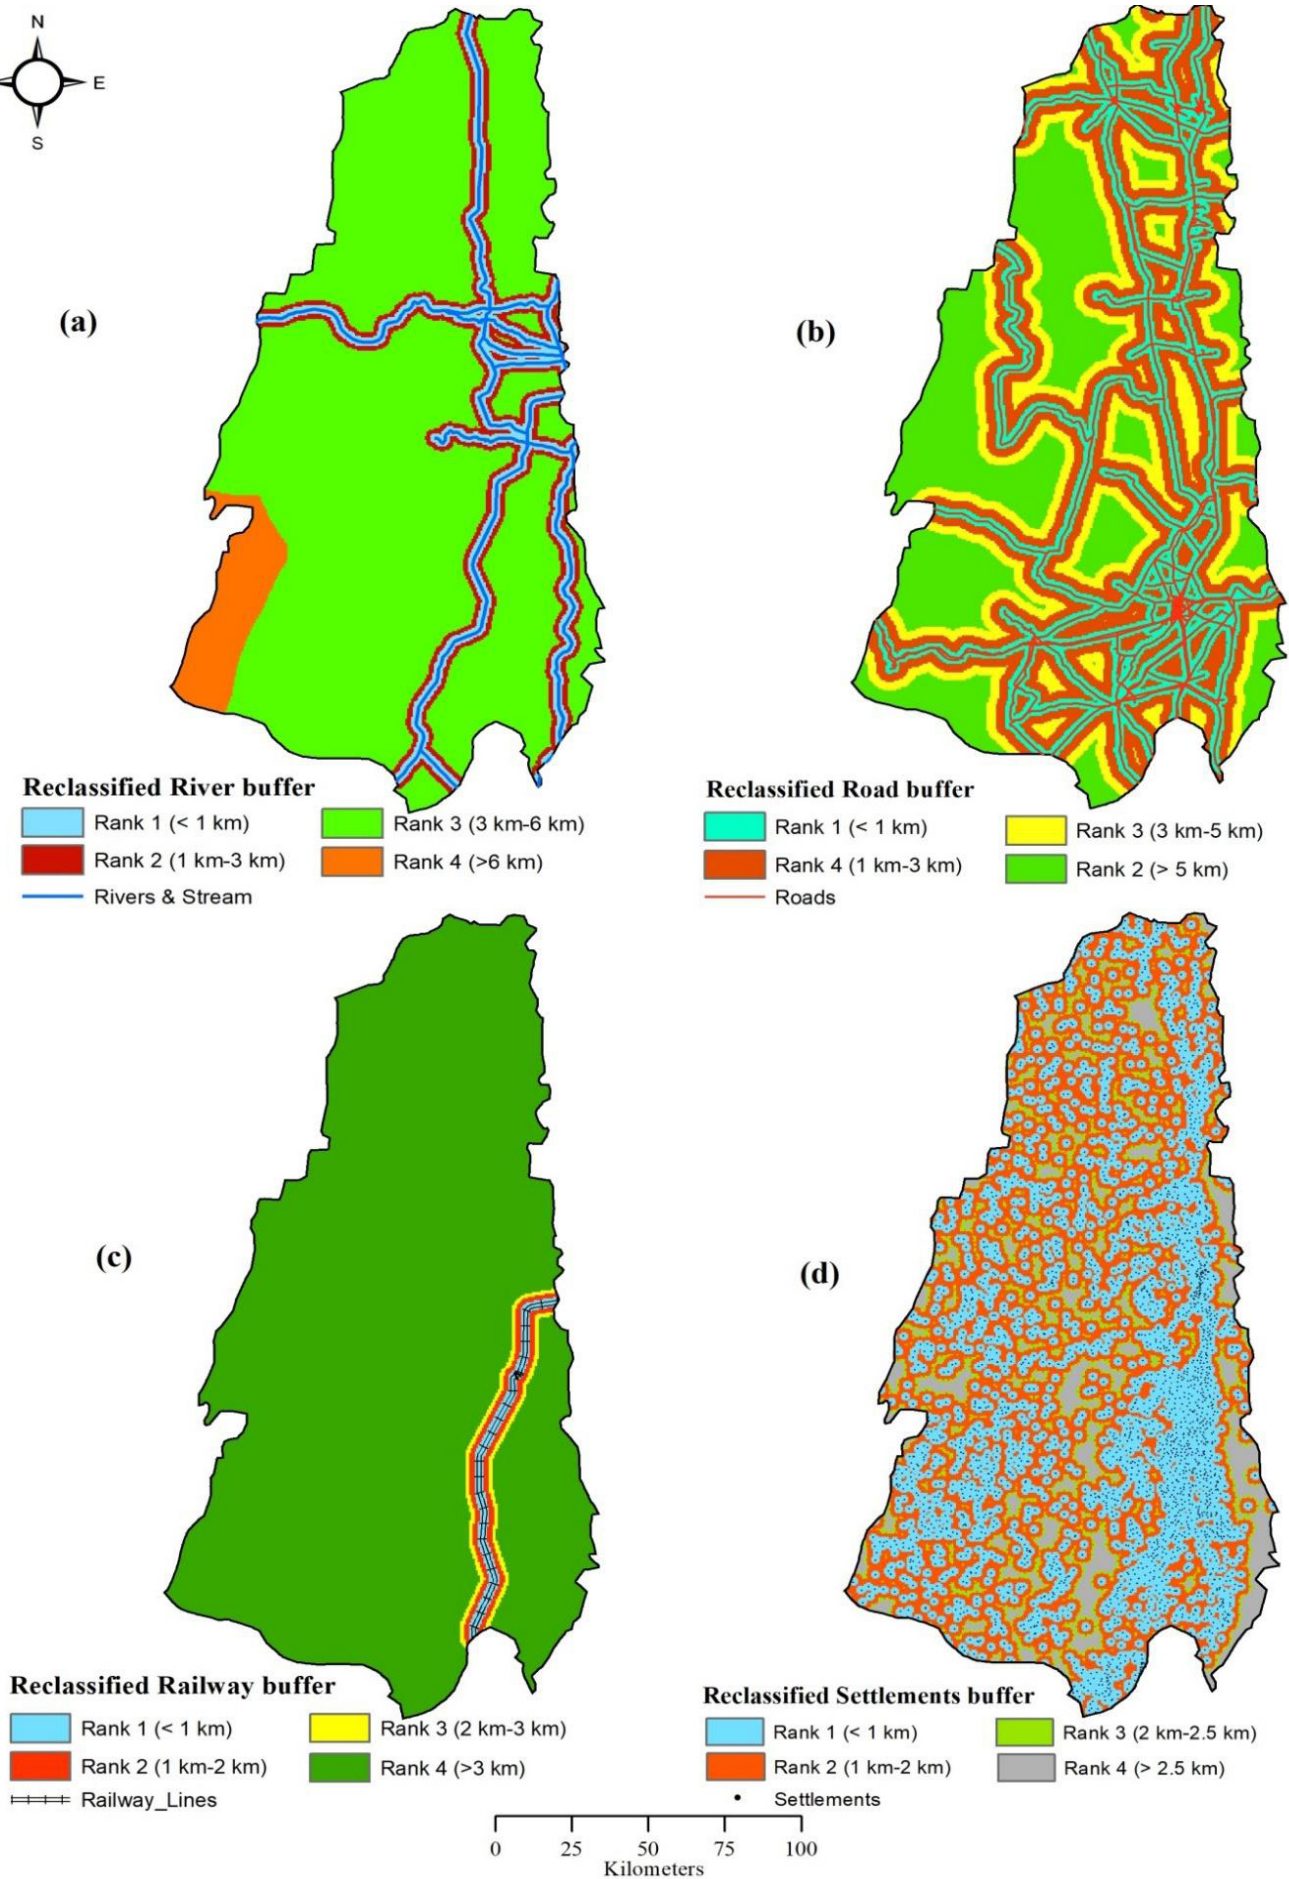 N
E
S
(a)
(b)
Reclassified River buffer
Rank 1 (< 1 km)
Rank 3 (3 km-6 km)
Rank 2 (1 km-3 km)
Rank 4 (>6 km)
Rivers & Stream
Reclassified Road buffer
Rank 1 (< 1 km)
Rank 3 (3 km-5 km)
Rank 4 (1 km-3 km)
Rank 2 (> 5 km)
Roads
(c)
(d)
Reclassified Railway buffer
Rank 1 (< 1 km)
Rank 3 (2 km-3 km)
Rank 2 (1 km-2 km)
Rank 4 (>3 km)
Railway_Lines
Reclassified Settlements buffer
Rank 1 (< 1 km)
Rank 3 (2 km-2.5 km)
Rank 2 (1 km-2 km)
Rank 4 (> 2.5 km)
Settlements
0 25 50 100
Kilometers